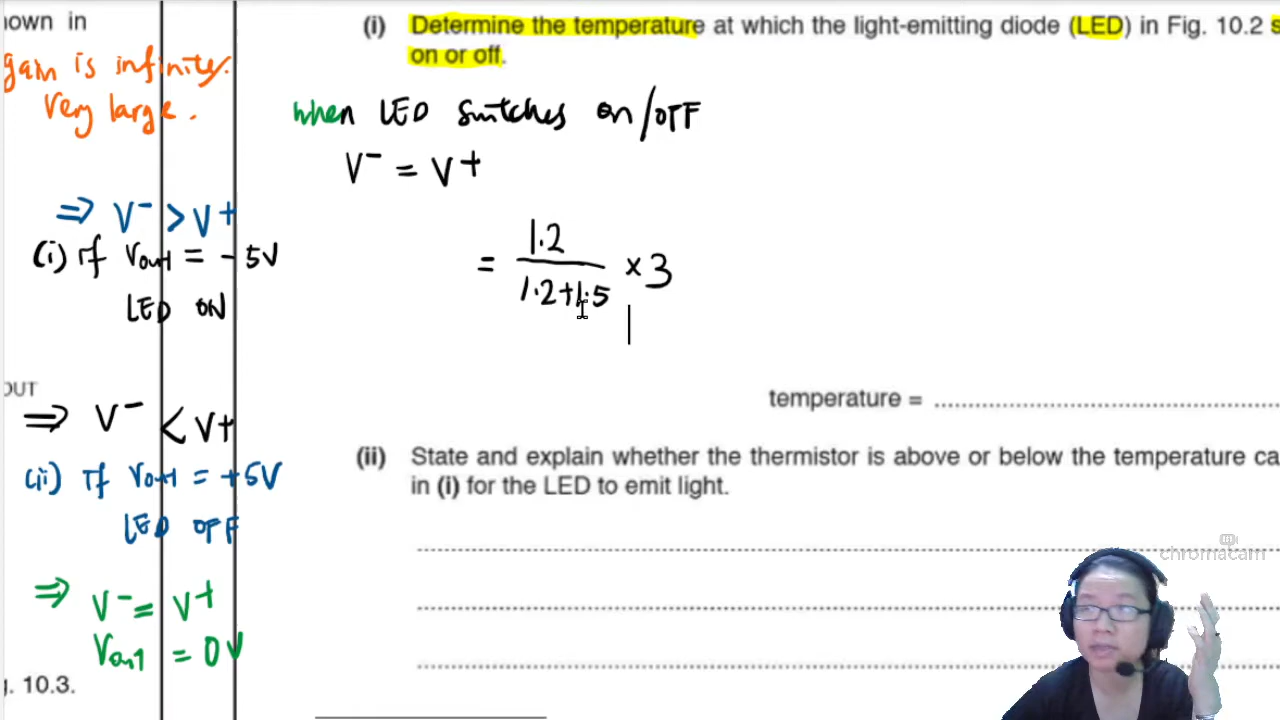 own in
gain is infinity.
very large.
⇒ V⁻ > V⁺
(i) If Vout = -5V
LED ON
OUT
⇒ V⁻ < V⁺
(ii) If Vout = +5V
LED OFF
⇒ V⁻ = V⁺
Vout = 0V
g. 10.3.
(i) Determine the temperature at which the light-emitting diode (LED) in Fig. 10.2 s
on or off.
when LED switches on/OFF
V⁻ = V⁺
= 1.2 / 1.2+1.5 × 3
temperature = ..........................................................
(ii) State and explain whether the thermistor is above or below the temperature ca
in (i) for the LED to emit light.
chromacam